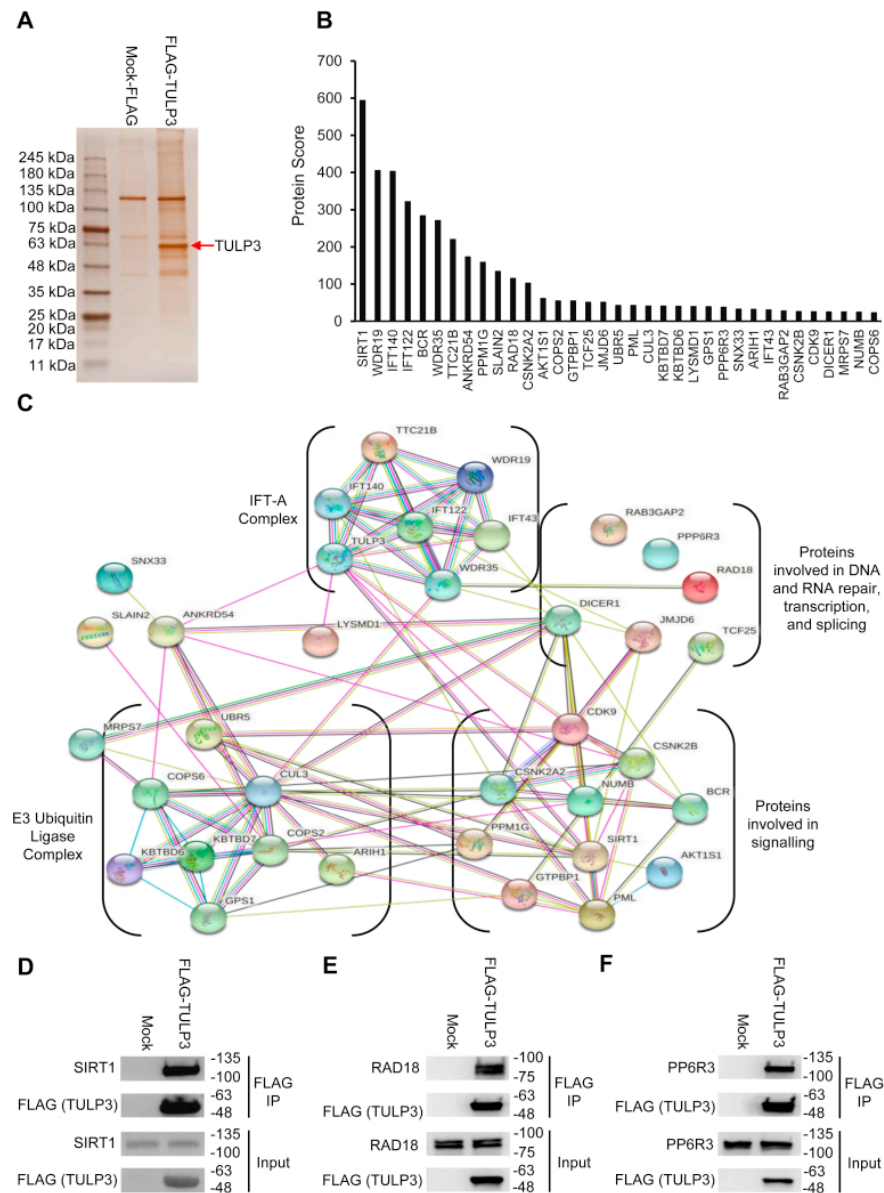 A
Mock-FLAG
FLAG-TULP3
245 kDa
180 kDa
135 kDa
100 kDa
75 kDa
63 kDa
48 kDa
35 kDa
25 kDa
20 kDa
17 kDa
11 kDa
TULP3
B
Protein Score
700
600
500
400
300
200
100
0
SIRT1
WDR19
IFT140
IFT122
BCR
WDR35
TTC21B
ANKRD54
PPM1G
SLAIN2
RAD18
CSNK2A2
AKT1S1
COPS2
GTPBP1
TCF25
JMJD6
UBR5
PML
CUL3
KBTBD7
KBTBD6
LYSMD1
GPS1
PPP6R3
SNX33
ARIH1
IFT43
RAB3GAP2
CSNK2B
CDK9
DICER1
MRPS7
NUMB
COPS6
C
IFT-A
Complex
TTC21B
WDR19
IFT140
IFT122
IFT43
TULP3
WDR35
RAB3GAP2
PPP6R3
RAD18
DICER1
JMJD6
TCF25
Proteins
involved in DNA
and RNA repair,
transcription,
and splicing
SNX33
SLAIN2
ANKRD54
LYSMD1
MRPS7
UBR5
COPS6
CUL3
KBTBD7
COPS2
KBTBD6
ARIH1
GPS1
E3 Ubiquitin
Ligase
Complex
CDK9
CSNK2B
CSNK2A2
NUMB
BCR
PPM1G
SIRT1
AKT1S1
GTPBP1
PML
Proteins
involved in
signalling
D
Mock
FLAG-TULP3
SIRT1
-135
-100
FLAG (TULP3)
-63
-48
FLAG
IP
SIRT1
-135
-100
FLAG (TULP3)
-63
-48
Input
E
Mock
FLAG-TULP3
RAD18
-100
-75
FLAG (TULP3)
-63
-48
FLAG
IP
RAD18
-100
-75
FLAG (TULP3)
-63
-48
Input
F
Mock
FLAG-TULP3
PP6R3
-135
-100
FLAG (TULP3)
-63
-48
FLAG
IP
PP6R3
-135
-100
FLAG (TULP3)
-63
-48
Input